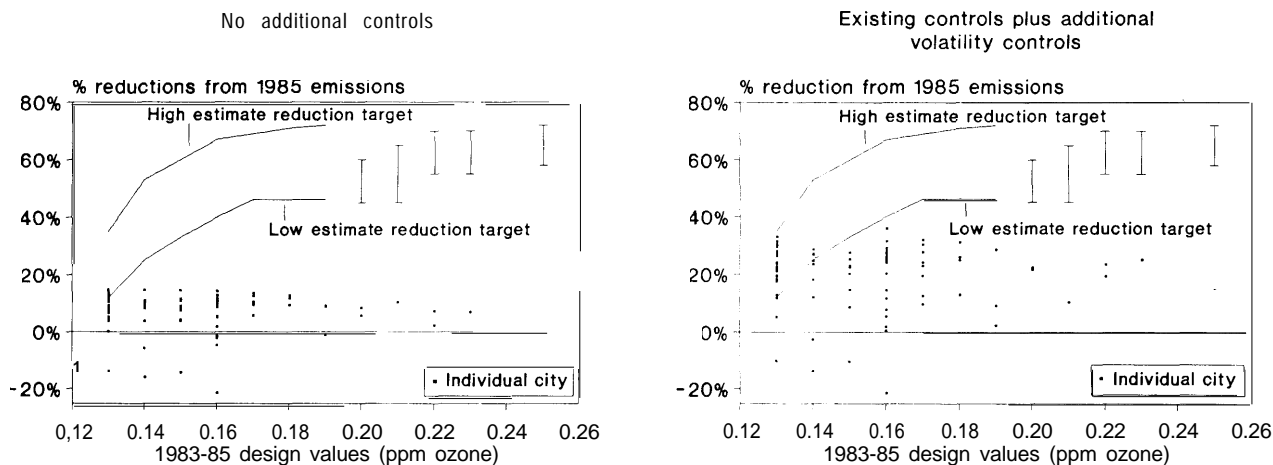 No additional controls
% reductions from 1985 emissions
80%
High estimate reduction target
60%
40%
Low estimate reduction target
20%
0%
1
-20%
Individual city
0,12
0.14
0.16
0.18
0.20
0.22
0.24
0.26
1983-85 design values (ppm ozone)
Existing controls plus additional
volatility controls
% reduction from 1985 emissions
80%
High estimate reduction target
60%
40%
Low estimate reduction target
20%
0%
-20%
Individual city
0.12
0.14
0.16
0.18
0.20
0.22
0.24
0.26
1983-85 design values (ppm ozone)